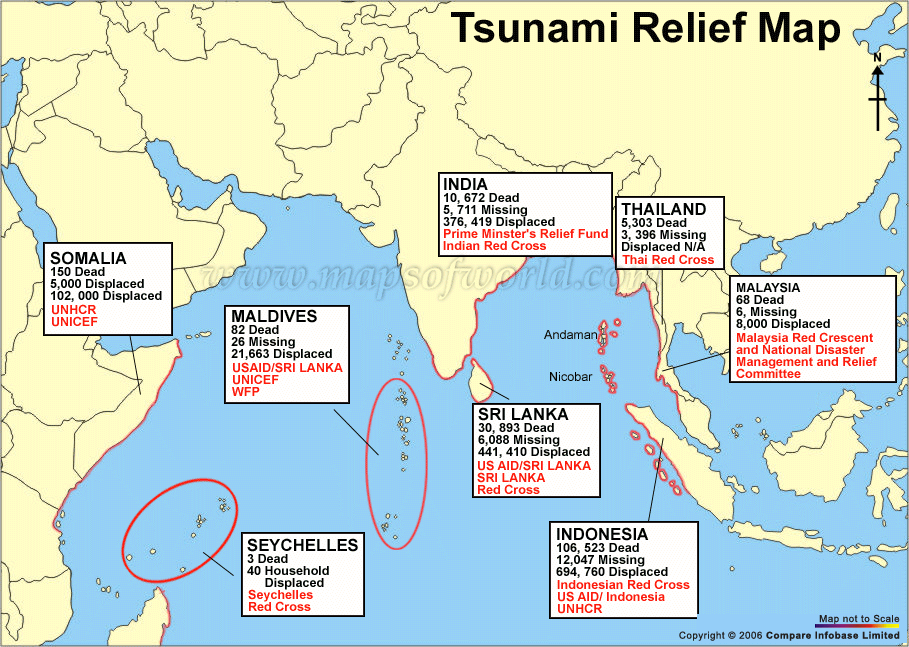 Tsunami Relief Map
N
INDIA
10, 672 Dead
5, 711 Missing
376, 419 Displaced
Prime Minster's Relief Fund
Indian Red Cross
THAILAND
5,303 Dead
3, 396 Missing
Displaced N/A
Thai Red Cross
SOMALIA
150 Dead
5,000 Displaced
102, 000 Displaced
UNHCR
UNICEF
www.mapsofworld.com
MALDIVES
82 Dead
26 Missing
21,663 Displaced
USAID/SRI LANKA
UNICEF
WFP
MALAYSIA
68 Dead
6, Missing
8,000 Displaced
Malaysia Red Crescent
and National Disaster
Management and Relief
Committee
Andaman
Nicobar
SRI LANKA
30, 893 Dead
6,088 Missing
441, 410 Displaced
US AID/SRI LANKA
SRI LANKA
Red Cross
SEYCHELLES
3 Dead
40 Household
Displaced
Seychelles
Red Cross
INDONESIA
106, 523 Dead
12,047 Missing
694, 760 Displaced
Indonesian Red Cross
US AID/ Indonesia
UNHCR
Map not to Scale
Copyright © 2006 Compare Infobase Limited